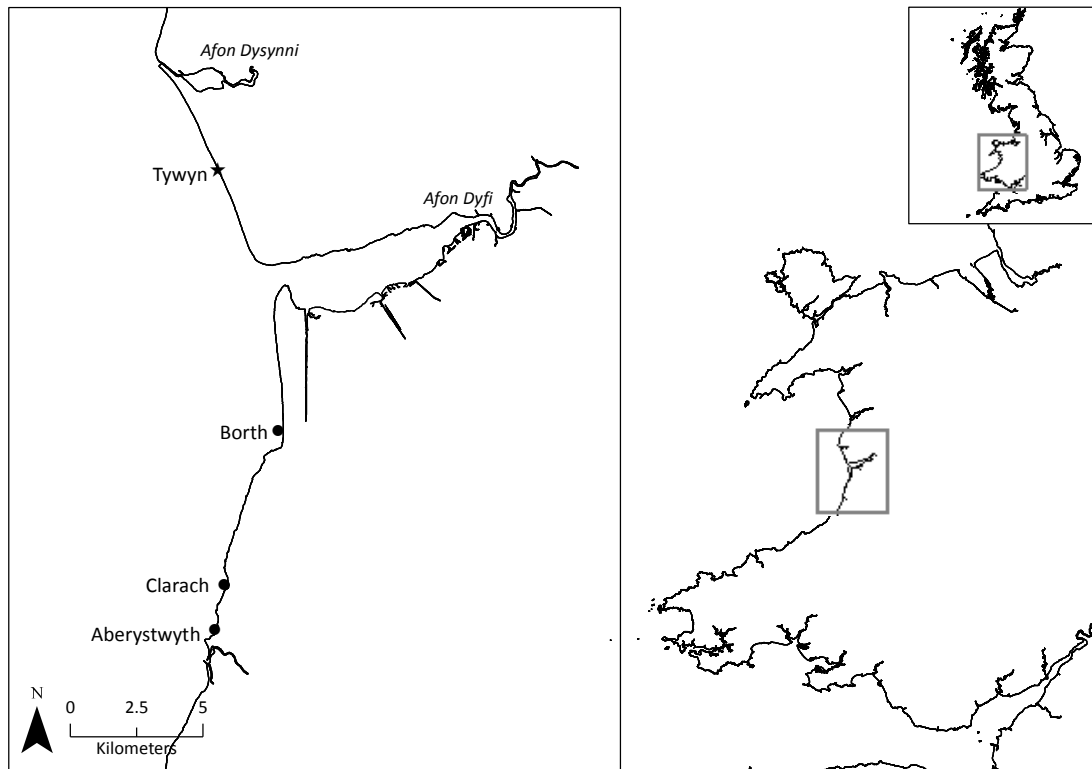 Afon Dysynni
Tywyn
Afon Dyfi
Borth
Clarach
Aberystwyth
N
0 2.5 5
Kilometers